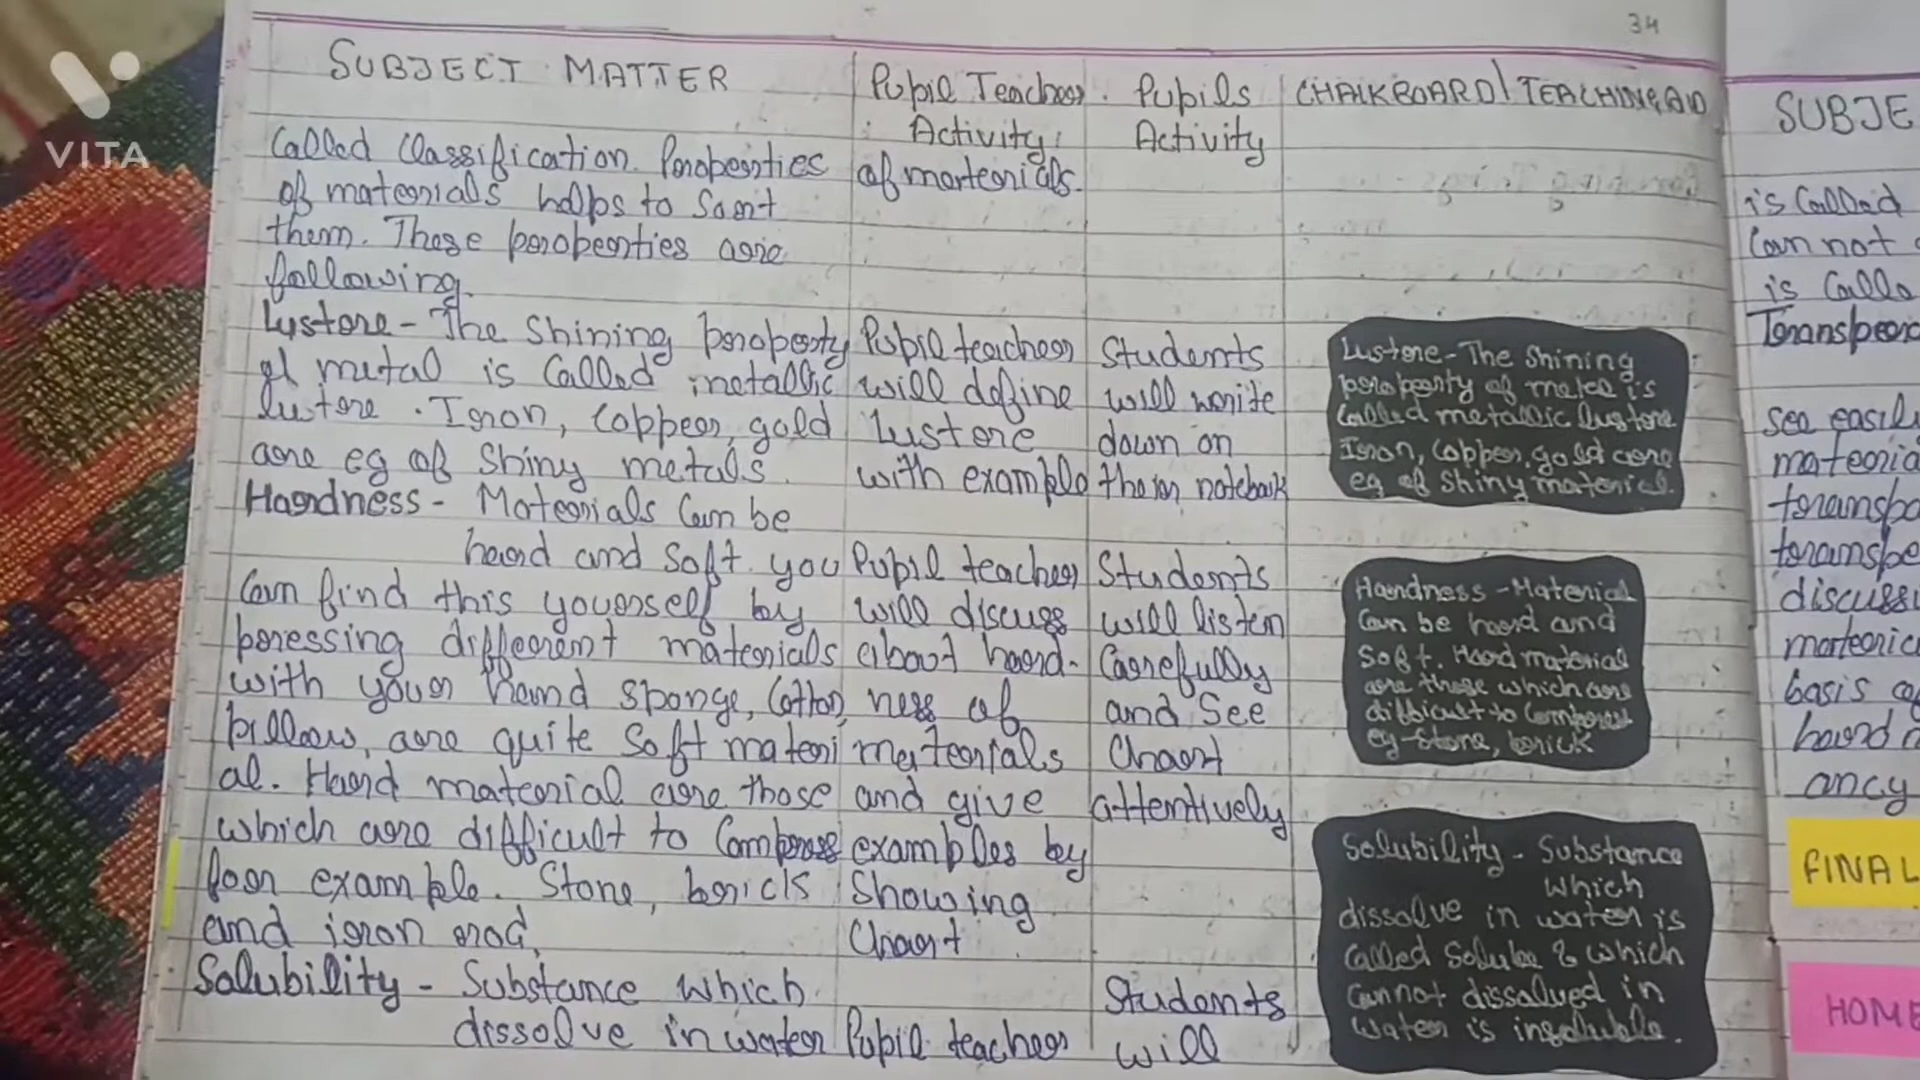 34
VITA
SUBJECT MATTER
Called Classification. Properties
of materials helps to Sort
them. These properties are
following.
Lustre - The Shining property
of metal is Called metallic
lustre. Iron, Copper, gold
are eg of Shiny metals.
Hardness - Materials Can be
hard and Soft. you
Can find this yourself by
pressing different materials
with your hand sponge, Cotton,
pillow, are quite Soft materi
al. Hard material are those
which are difficult to Compress
for example. Stone, brick
and iron rod.
Solubility - Substance which
dissolve in water
Pupil Teacher
Activity
of materials.
Pupil teacher
will define
Lustre
with example
Pupil teacher
will discuss
about hard-
ness of
materials
and give
examples by
Showing
Chart
Pupil teacher
Pupils
Activity
Students
will write
down on
their notebook
Students
will listen
Carefully
and See
Chart
attentively
Students
will
CHALKBOARD/TEACHING AID
Lustre - The Shining
property of metal is
Called metallic lustre
Iron, Copper, gold are
eg of Shiny material.
Hardness - Material
Can be hard and
Soft. Hard material
are those which are
difficult to Compress
eg - Stone, brick
Solubility - Substance
which
dissolve in water is
Called Soluble & which
Cannot dissolved in
water is insoluble.
SUBJE
is Called
Can not
is Calle
Transpar
see easily
materia
transpa
transpe
discussi
materia
basis of
hard n
ancy
FINAL
HOME